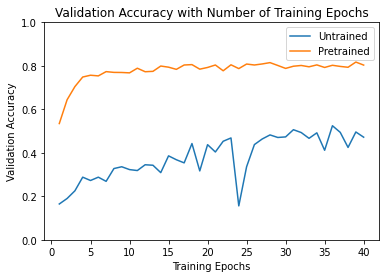 Validation Accuracy with Number of Training Epochs
Untrained
Pretrained
Validation Accuracy
1.0
0.8
0.6
0.4
0.2
0.0
0 5 10 15 20 25 30 35 40
Training Epochs